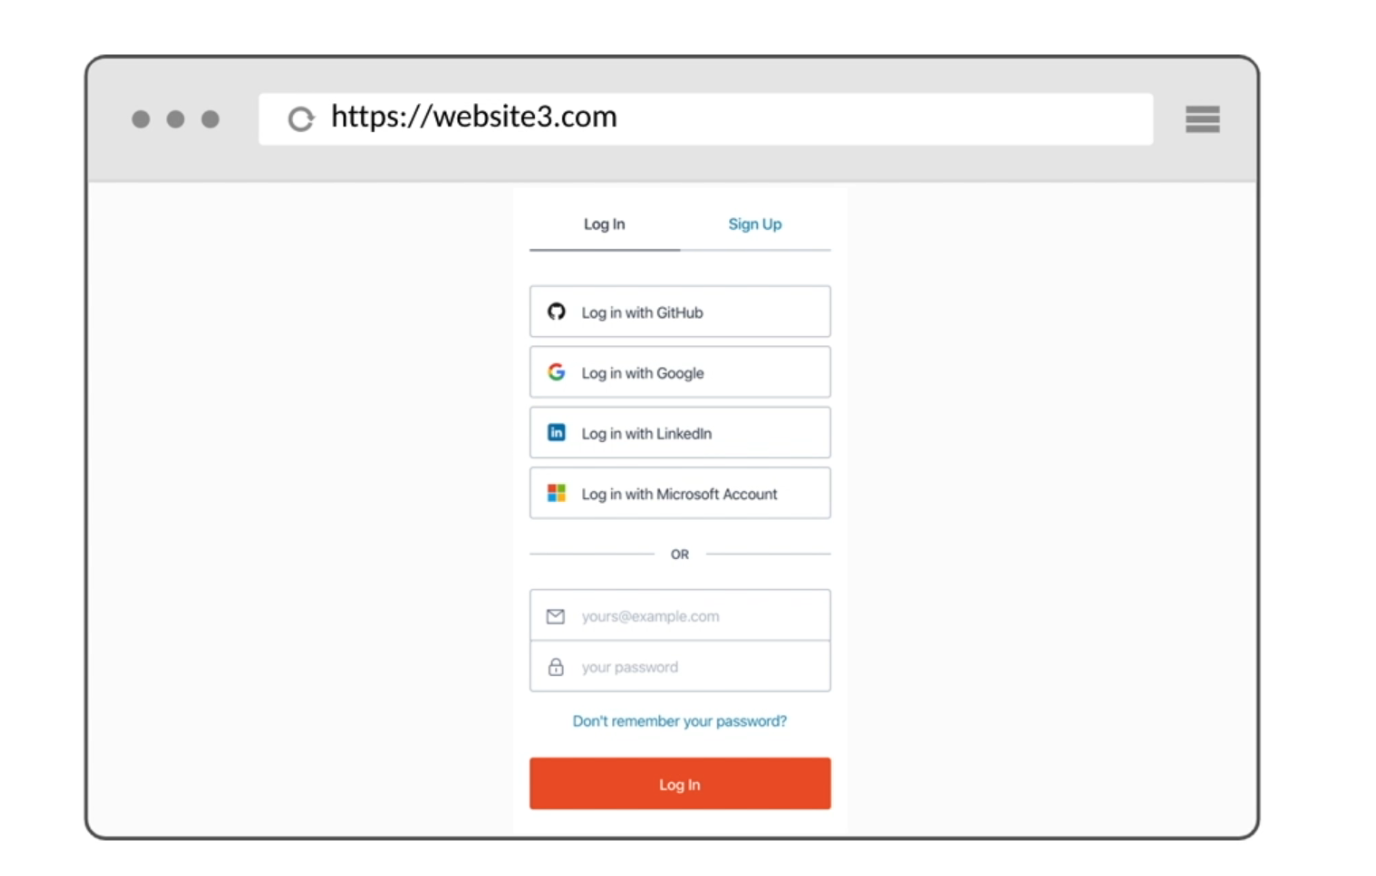 https://website3.com
Log In
Sign Up
Log in with GitHub
Log in with Google
in
Log in with LinkedIn
Log in with Microsoft Account
OR
yours@example.com
your password
Don't remember your password?
Log In